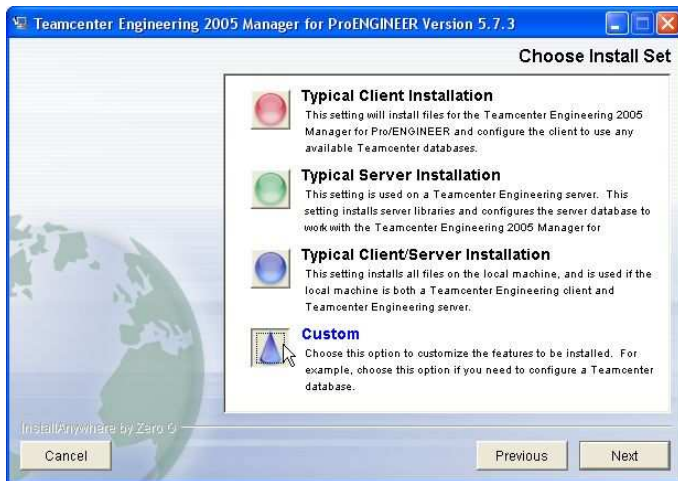 Teamcenter Engineering 2005 Manager for ProENGINEER Version 5.7.3
Choose Install Set
Typical Client Installation
This setting will install files for the Teamcenter Engineering 2005
Manager for Pro/ENGINEER and configure the client to use any
available Teamcenter databases.
Typical Server Installation
This setting is used on a Teamcenter Engineering server. This
setting installs server libraries and configures the server database to
work with the Teamcenter Engineering 2005 Manager for
Typical Client/Server Installation
This setting installs all files on the local machine, and is used if the
local machine is both a Teamcenter Engineering client and
Teamcenter Engineering server.
Custom
Choose this option to customize the features to be installed. For
example, choose this option if you need to configure a Teamcenter
database.
InstallAnywhere by Zero G
Cancel
Previous
Next